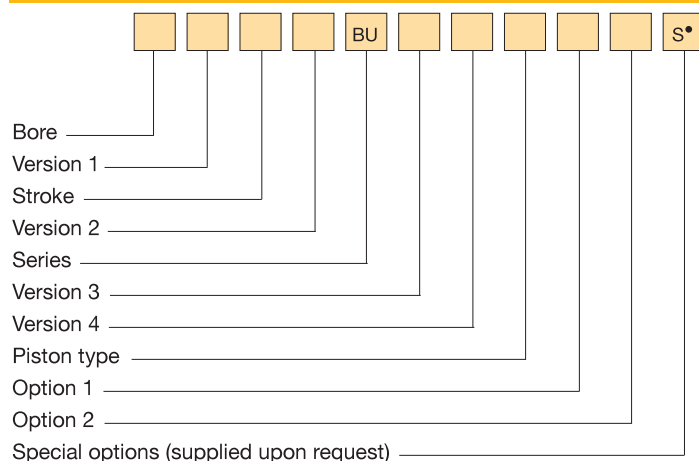 BU S•
Bore
Version 1
Stroke
Version 2
Series
Version 3
Version 4
Piston type
Option 1
Option 2
Special options (supplied upon request)